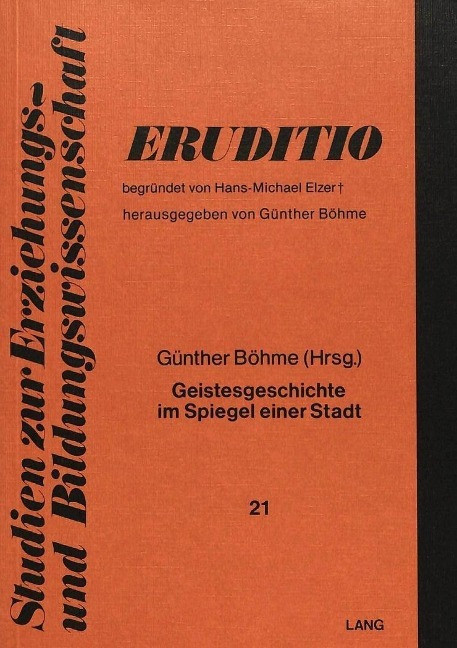 Studien zur Erziehungs-
und Bildungswissenschaft
ERUDITIO
begründet von Hans-Michael Elzer†
herausgegeben von Günther Böhme
Günther Böhme (Hrsg.)
Geistesgeschichte
im Spiegel einer Stadt
21
LANG